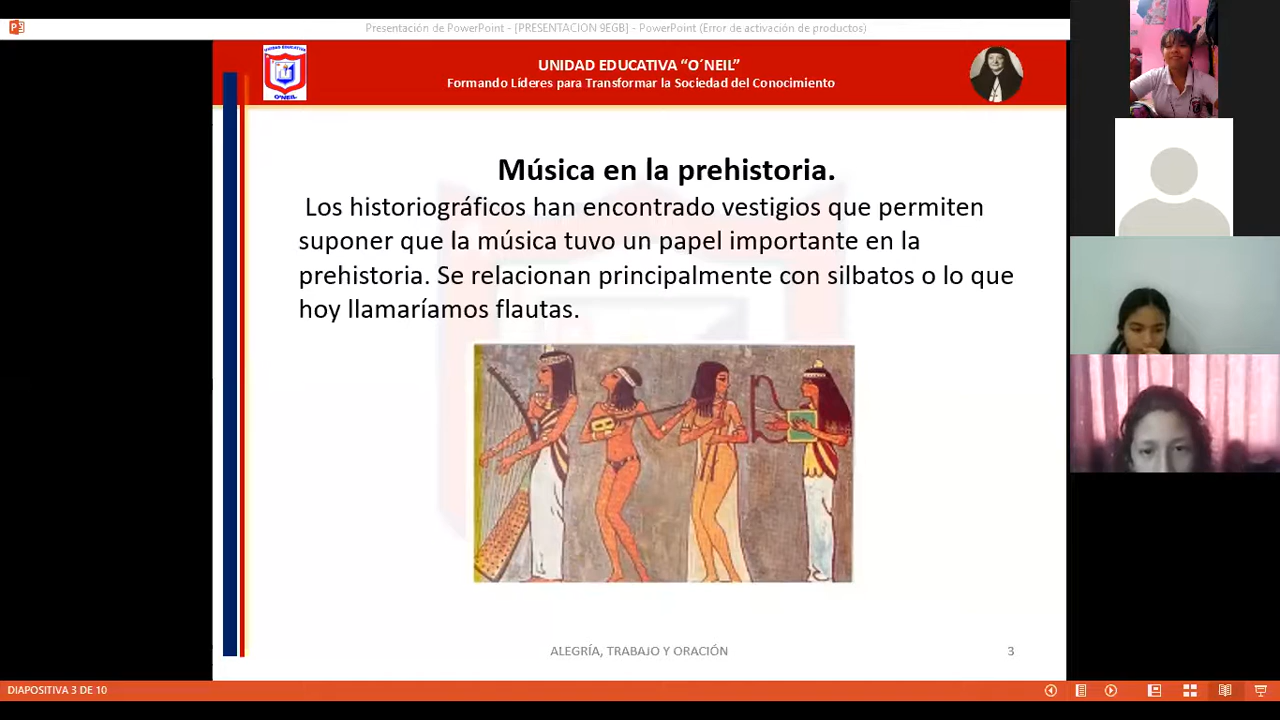 Presentación de PowerPoint - [PRESENTACION 9EGB] - PowerPoint (Error de activación de productos)
UNIDAD EDUCATIVA
O'NEIL
UNIDAD EDUCATIVA “O´NEIL”
Formando Líderes para Transformar la Sociedad del Conocimiento
Música en la prehistoria.
Los historiográficos han encontrado vestigios que permiten
suponer que la música tuvo un papel importante en la
prehistoria. Se relacionan principalmente con silbatos o lo que
hoy llamaríamos flautas.
ALEGRÍA, TRABAJO Y ORACIÓN
3
DIAPOSITIVA 3 DE 10